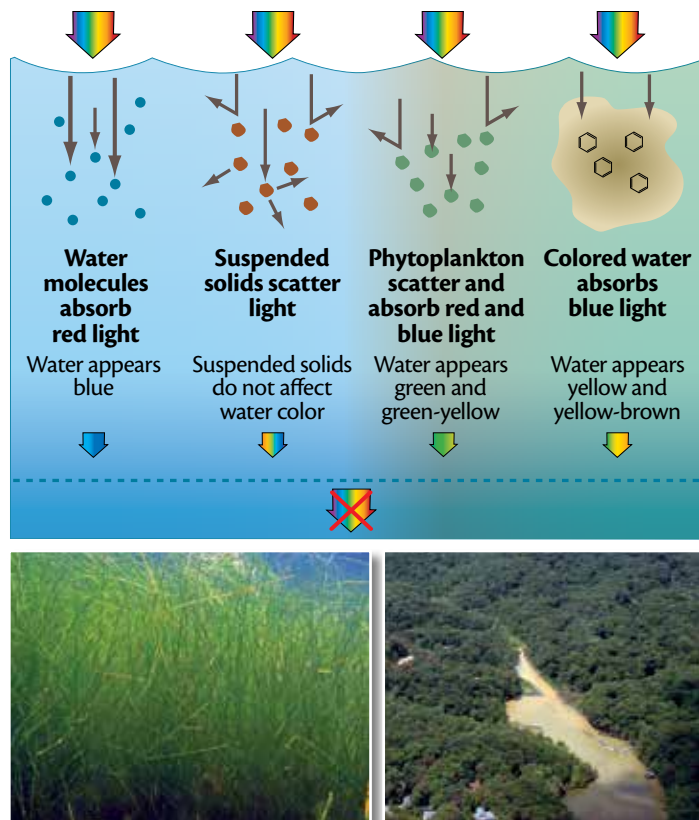 Water
molecules
absorb
red light
Water appears
blue
Suspended
solids scatter
light
Suspended solids
do not affect
water color
Phytoplankton
scatter and
absorb red and
blue light
Water appears
green and
green-yellow
Colored water
absorbs
blue light
Water appears
yellow and
yellow-brown